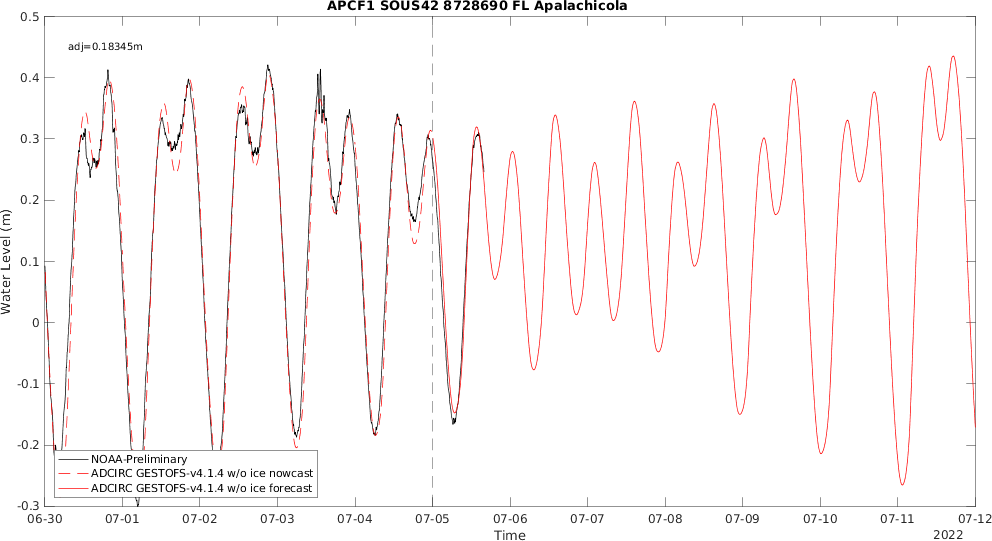 APCF1 SOUS42 8728690 FL Apalachicola
adj=0.18345m
0.5
0.4
0.3
0.2
0.1
0
-0.1
-0.2
-0.3
Water Level (m)
NOAA-Preliminary
ADCIRC GESTOFS-v4.1.4 w/o ice nowcast
ADCIRC GESTOFS-v4.1.4 w/o ice forecast
06-30 07-01 07-02 07-03 07-04 07-05 07-06 07-07 07-08 07-09 07-10 07-11 07-12
Time
2022